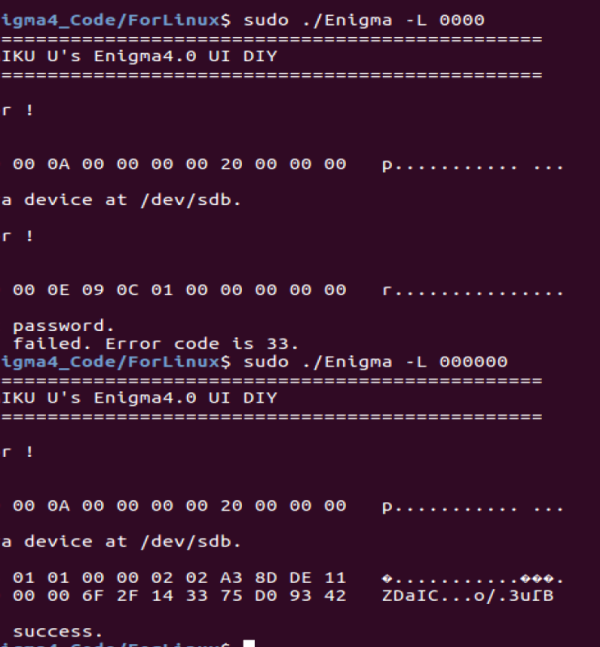 igma4_Code/ForLinux$ sudo ./Enigma -L 0000
===============================================
IKU U's Enigma4.0 UI DIY
===============================================
r !
00 0A 00 00 00 00 20 00 00 00 p........... ...
a device at /dev/sdb.
r !
00 0E 09 0C 01 00 00 00 00 00 r...............
password.
failed. Error code is 33.
igma4_Code/ForLinux$ sudo ./Enigma -L 000000
===============================================
IKU U's Enigma4.0 UI DIY
===============================================
r !
00 0A 00 00 00 00 20 00 00 00 p........... ...
a device at /dev/sdb.
01 01 00 00 02 02 A3 8D DE 11 �...........���.
00 00 6F 2F 14 33 75 D0 93 42 ZDaIC...o/.3uГB
success.
igma4_Code/ForLinux$